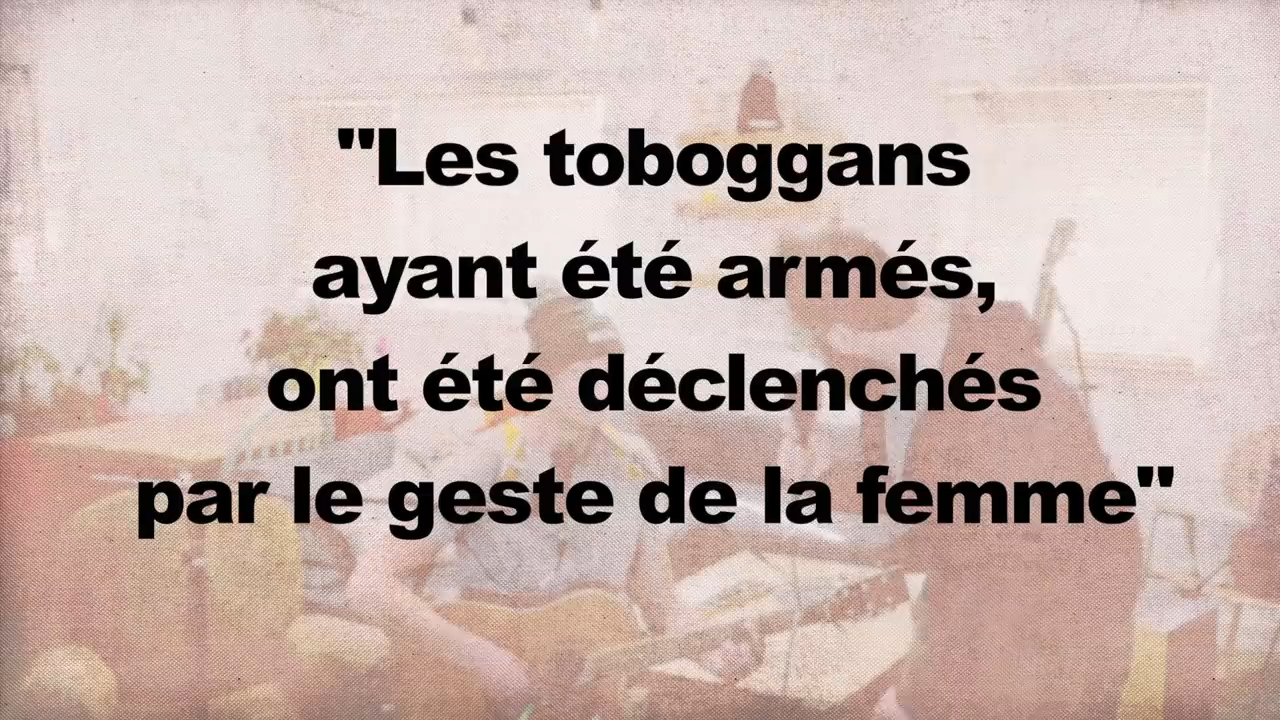 "Les toboggans
ayant été armés,
ont été déclenchés
par le geste de la femme"